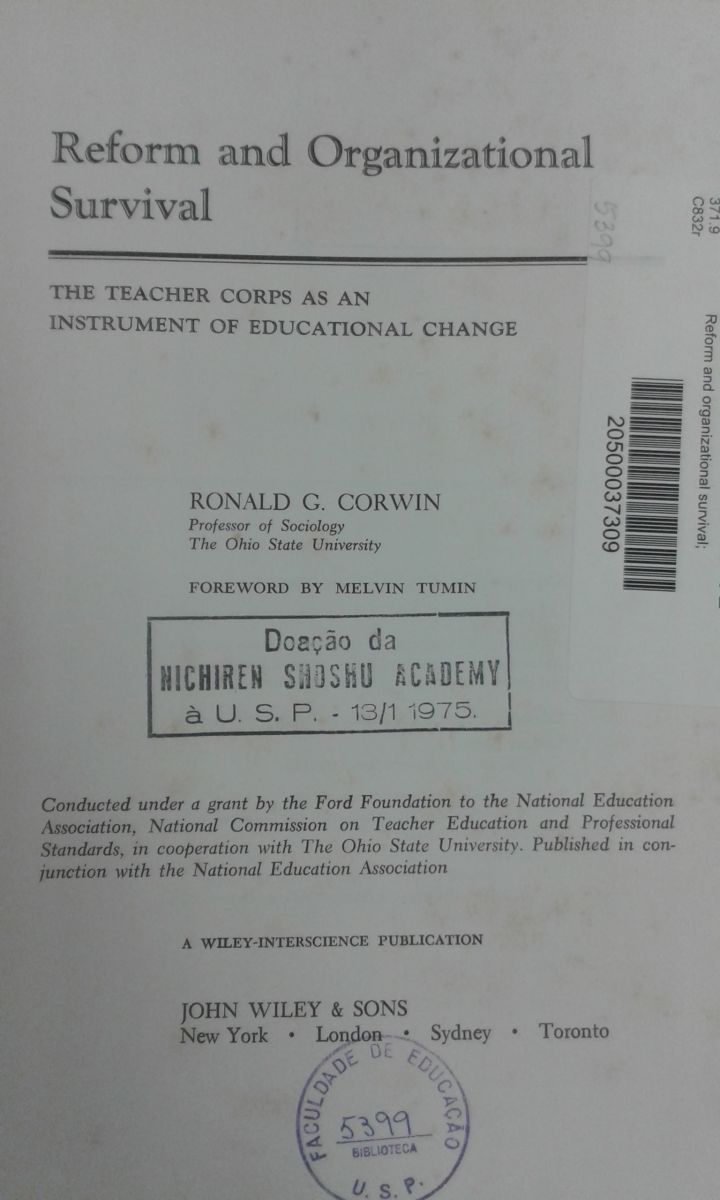 Reform and Organizational
Survival
THE TEACHER CORPS AS AN
INSTRUMENT OF EDUCATIONAL CHANGE
RONALD G. CORWIN
Professor of Sociology
The Ohio State University
FOREWORD BY MELVIN TUMIN
Doação da
NICHIREN SHOSHU ACADEMY
à U. S. P. - 13/1 1975.
Conducted under a grant by the Ford Foundation to the National Education
Association, National Commission on Teacher Education and Professional
Standards, in cooperation with The Ohio State University. Published in con-
junction with the National Education Association
A WILEY-INTERSCIENCE PUBLICATION
JOHN WILEY & SONS
New York • London • Sydney • Toronto
FACULDADE DE EDUCAÇÃO
5399
BIBLIOTECA
U. S. P.
5399
371.9
C832r
Reform and organizational survival;
20500037309